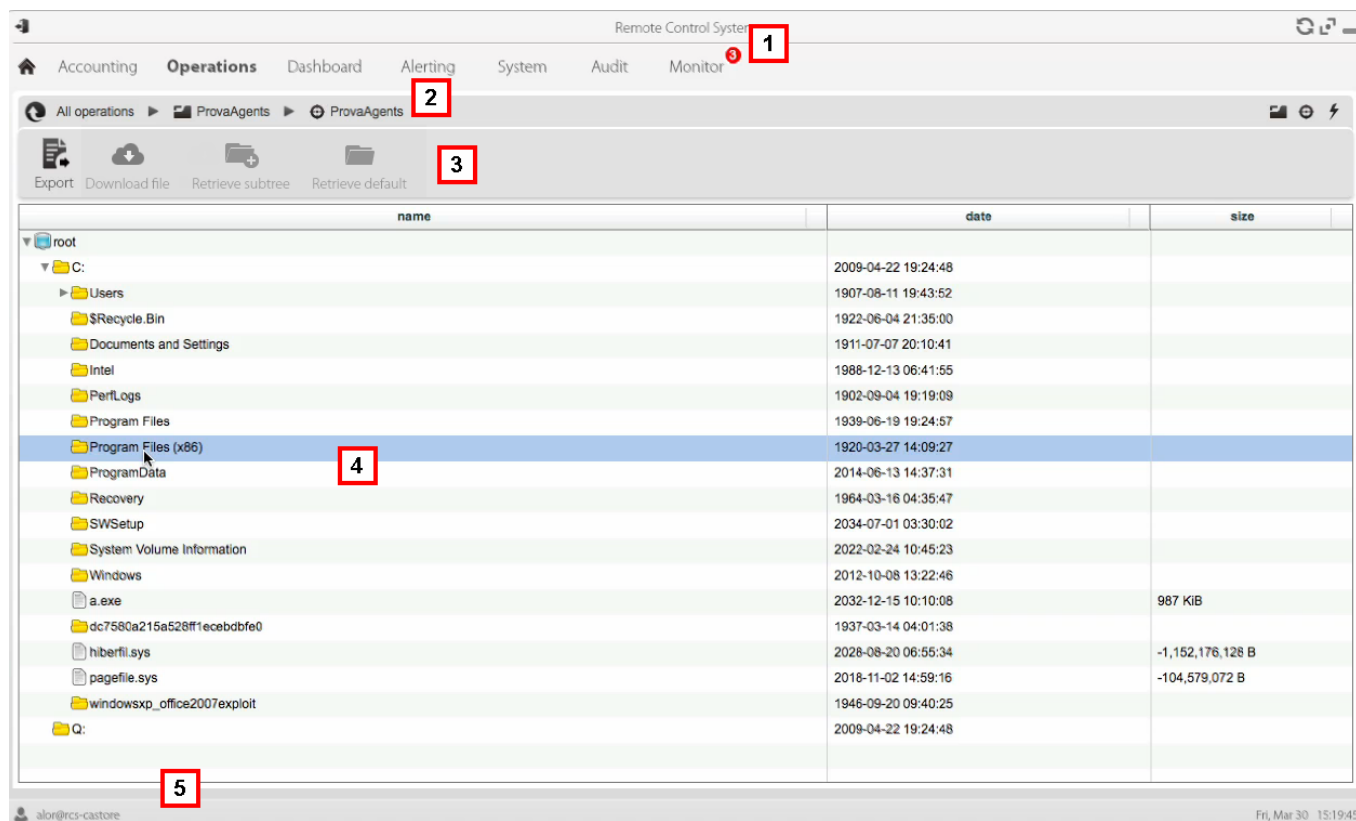 Remote Control System
1
Accounting Operations Dashboard Alerting System Audit Monitor 3
2
All operations ProvaAgents ProvaAgents
3
Export Download file Retrieve subtree Retrieve default
name date size
root
C: 2009-04-22 19:24:48
Users 1907-08-11 19:43:52
$Recycle.Bin 1922-06-04 21:35:00
Documents and Settings 1911-07-07 20:10:41
Intel 1988-12-13 06:41:55
PerfLogs 1902-09-04 19:19:09
Program Files 1939-06-19 19:24:57
Program Files (x86) 1920-03-27 14:09:27
4
ProgramData 2014-06-13 14:37:31
Recovery 1964-03-16 04:35:47
SWSetup 2034-07-01 03:30:02
System Volume Information 2022-02-24 10:45:23
Windows 2012-10-08 13:22:46
a.exe 2032-12-15 10:10:08 987 KiB
dc7580a215a528ff1ecebdbfe0 1937-03-14 04:01:38
hiberfil.sys 2028-08-20 06:55:34 -1,152,176,128 B
pagefile.sys 2018-11-02 14:59:16 -104,579,072 B
windowsxp_office2007exploit 1946-09-20 09:40:25
Q: 2009-04-22 19:24:48
5
alor@rcs-castore Fri, Mar 30 15:19:45